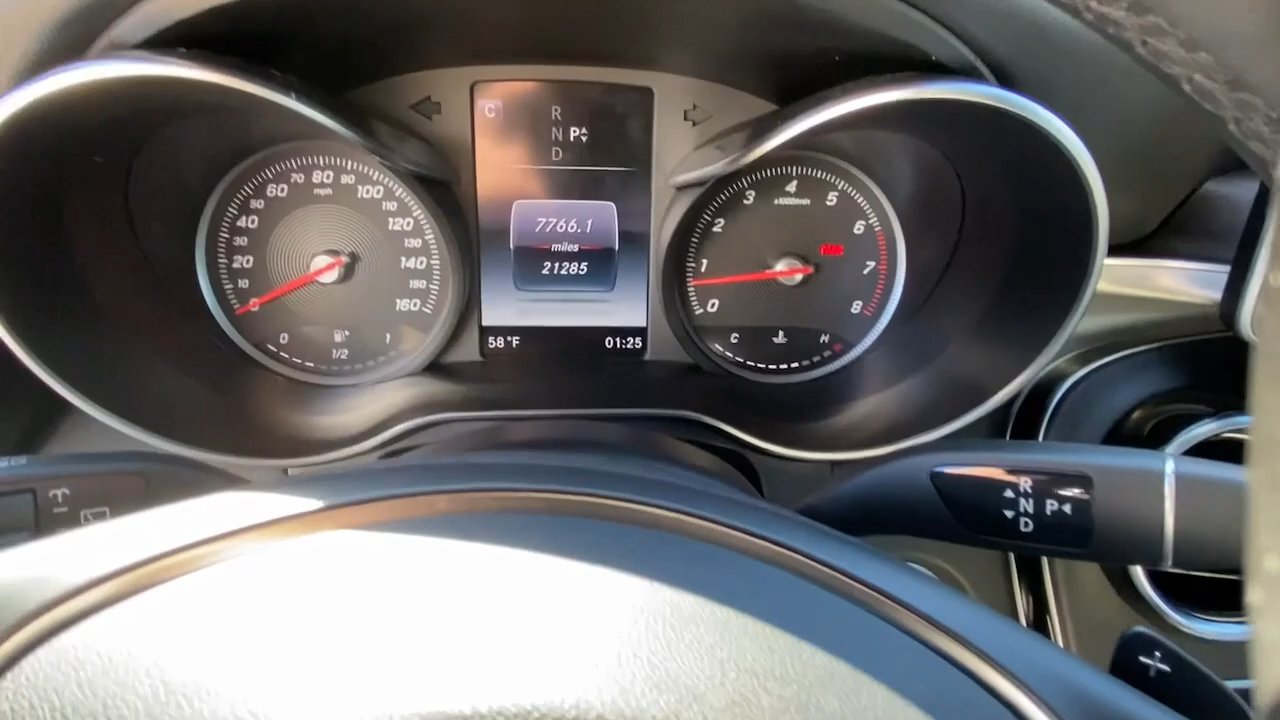 C
R
N P
D
7766.1
miles
21285
58°F 01:25
0
10
20
30
40
50
60
70
80
90
100
110
120
130
140
150
160
mph
0 1/2 1
0
1
2
3
4
5
6
7
8
x1000/min
C H
R
N P
D
+